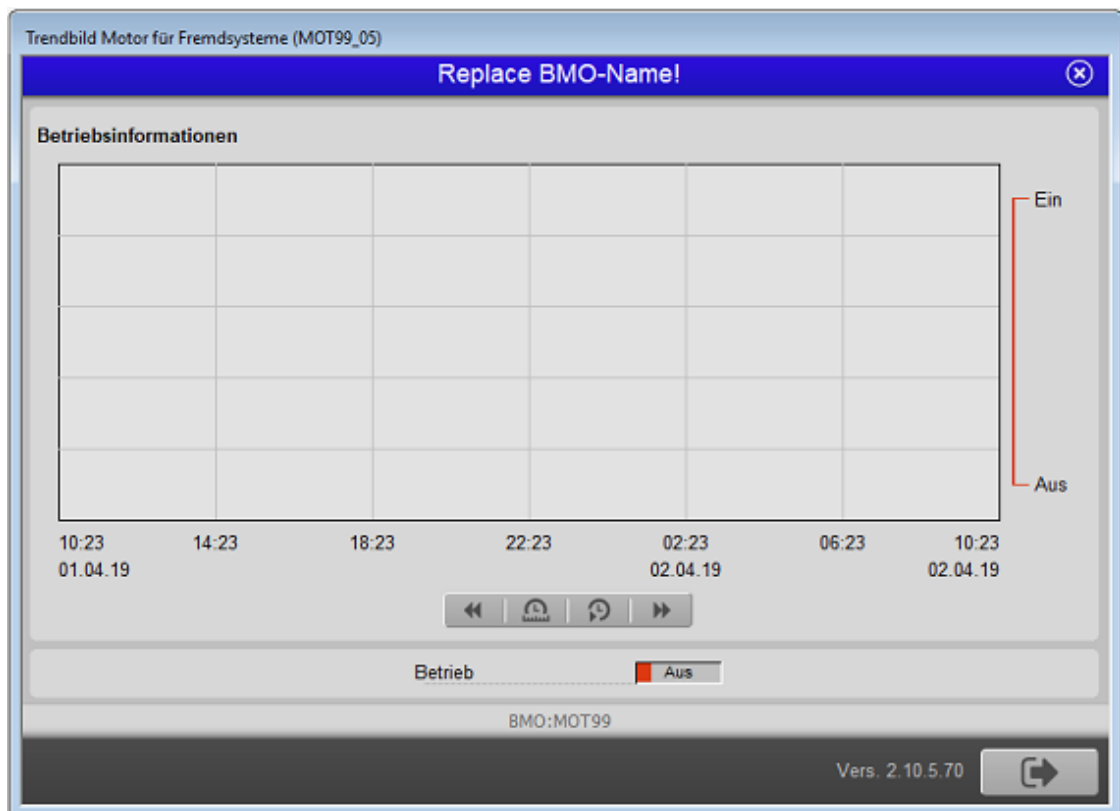 Trendbild Motor für Fremdsysteme (MOT99_05)
Replace BMO-Name!
Betriebsinformationen
Ein
Aus
10:23 14:23 18:23 22:23 02:23 06:23 10:23
01.04.19 02.04.19 02.04.19
Betrieb Aus
BMO:MOT99
Vers. 2.10.5.70